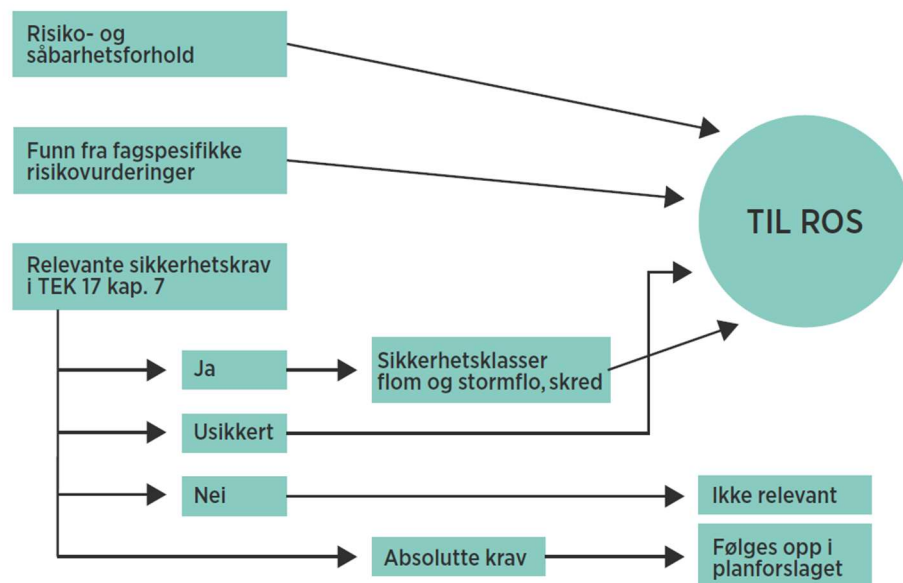 Risiko- og
såbarhetsforhold
Funn fra fagspesifikke
risikovurderinger
TIL ROS
Relevante sikkerhetskrav
i TEK 17 kap. 7
Ja
Sikkerhetsklasser
flom og stormflo, skred
Usikkert
Nei
Ikke relevant
Absolutte krav
Følges opp i
planforslaget